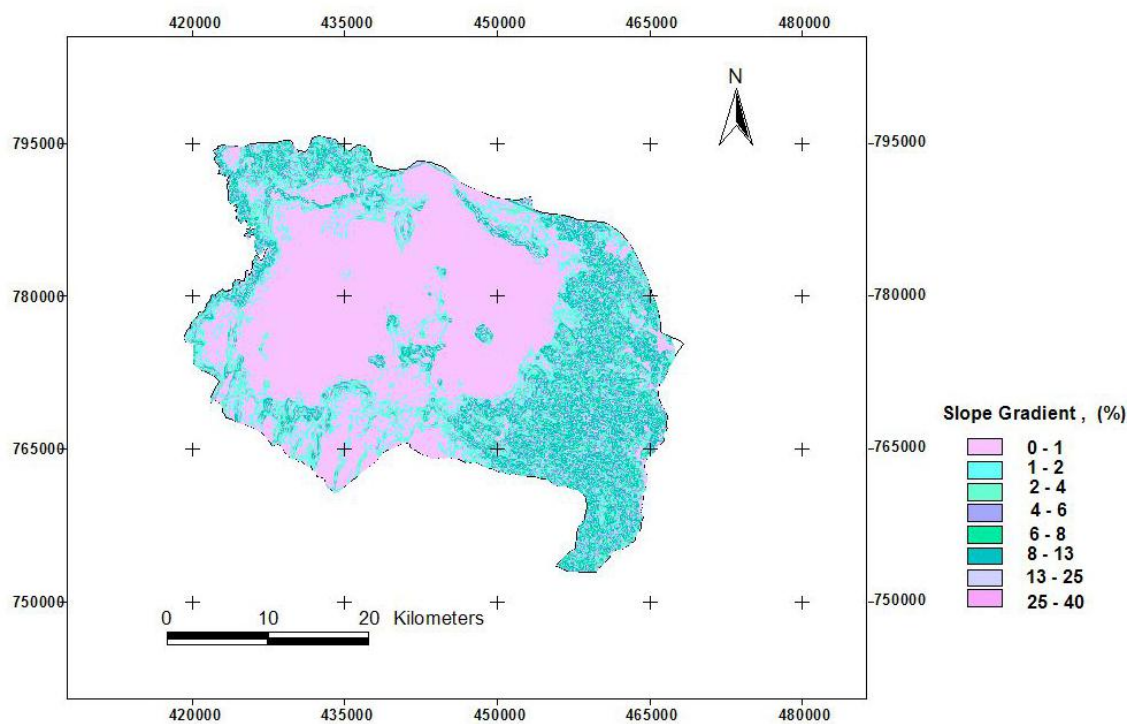 420000 435000 450000 465000 480000
N
795000 795000
780000 780000
Slope Gradient , (%)
0 - 1
765000 765000
1 - 2
2 - 4
4 - 6
6 - 8
8 - 13
13 - 25
25 - 40
750000 750000
0 10 20 Kilometers
420000 435000 450000 465000 480000